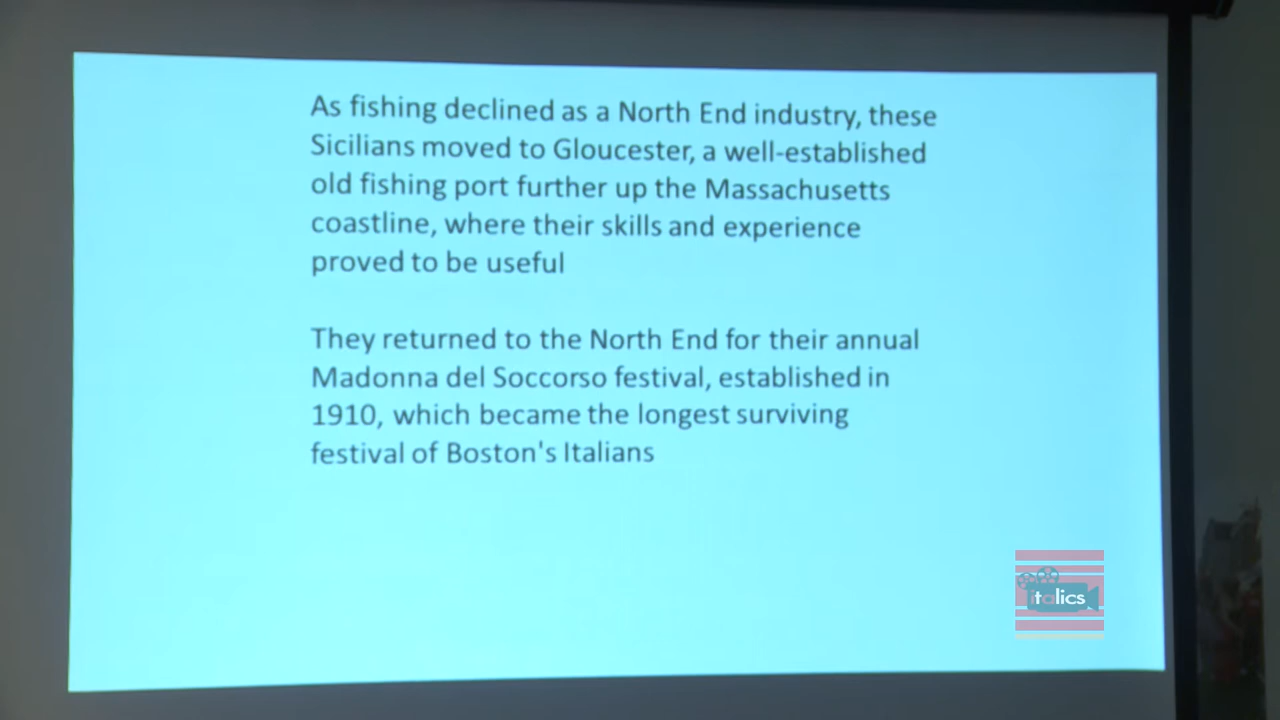 As fishing declined as a North End industry, these
Sicilians moved to Gloucester, a well-established
old fishing port further up the Massachusetts
coastline, where their skills and experience
proved to be useful
They returned to the North End for their annual
Madonna del Soccorso festival, established in
1910, which became the longest surviving
festival of Boston's Italians
italics